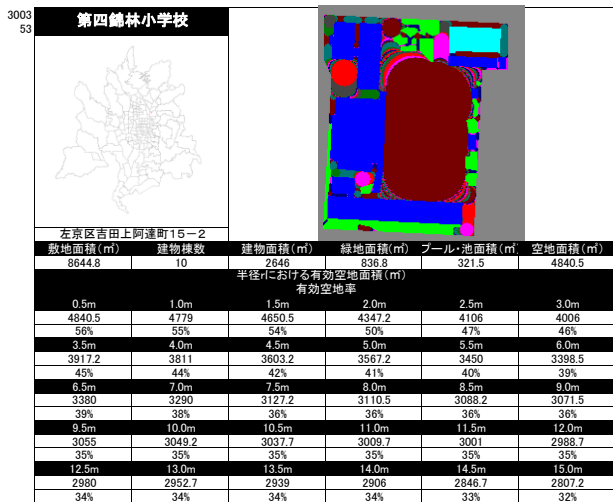 3003
53
第四錦林小学校
左京区吉田上阿達町15－2
敷地面積(㎡) 建物棟数 建物面積(㎡) 緑地面積(㎡) プール・池面積(㎡) 空地面積(㎡)
8644.8 10 2646 836.8 321.5 4840.5
半径rにおける有効空地面積(㎡)
有効空地率
0.5m 1.0m 1.5m 2.0m 2.5m 3.0m
4840.5 4779 4650.5 4347.2 4106 4006
56% 55% 54% 50% 47% 46%
3.5m 4.0m 4.5m 5.0m 5.5m 6.0m
3917.2 3811 3603.2 3567.2 3450 3398.5
45% 44% 42% 41% 40% 39%
6.5m 7.0m 7.5m 8.0m 8.5m 9.0m
3380 3290 3127.2 3110.5 3088.2 3071.5
39% 38% 36% 36% 36% 36%
9.5m 10.0m 10.5m 11.0m 11.5m 12.0m
3055 3049.2 3037.7 3009.7 3001 2988.7
35% 35% 35% 35% 35% 35%
12.5m 13.0m 13.5m 14.0m 14.5m 15.0m
2980 2952.7 2939 2906 2846.7 2807.2
34% 34% 34% 34% 33% 32%